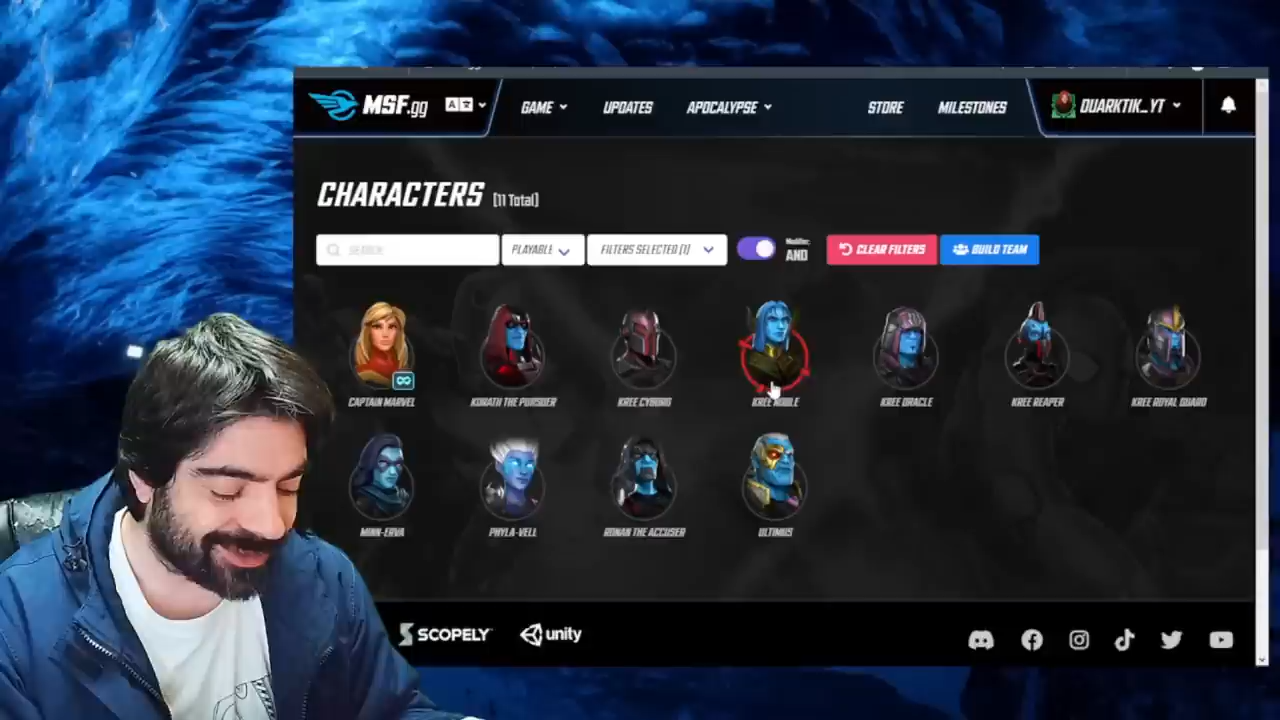 MSF.gg
GAME
UPDATES
APOCALYPSE
STORE
MILESTONES
QUARKTIK_YT
CHARACTERS [11 Total]
SEARCH
PLAYABLE
FILTERS SELECTED (1)
Modifier:
AND
CLEAR FILTERS
BUILD TEAM
CAPTAIN MARVEL
KORATH THE PURSUER
KREE CYBORG
KREE NOBLE
KREE ORACLE
KREE REAPER
KREE ROYAL GUARD
MINN-ERVA
PHYLA-VELL
RONAN THE ACCUSER
ULTIMUS
SCOPELY
unity